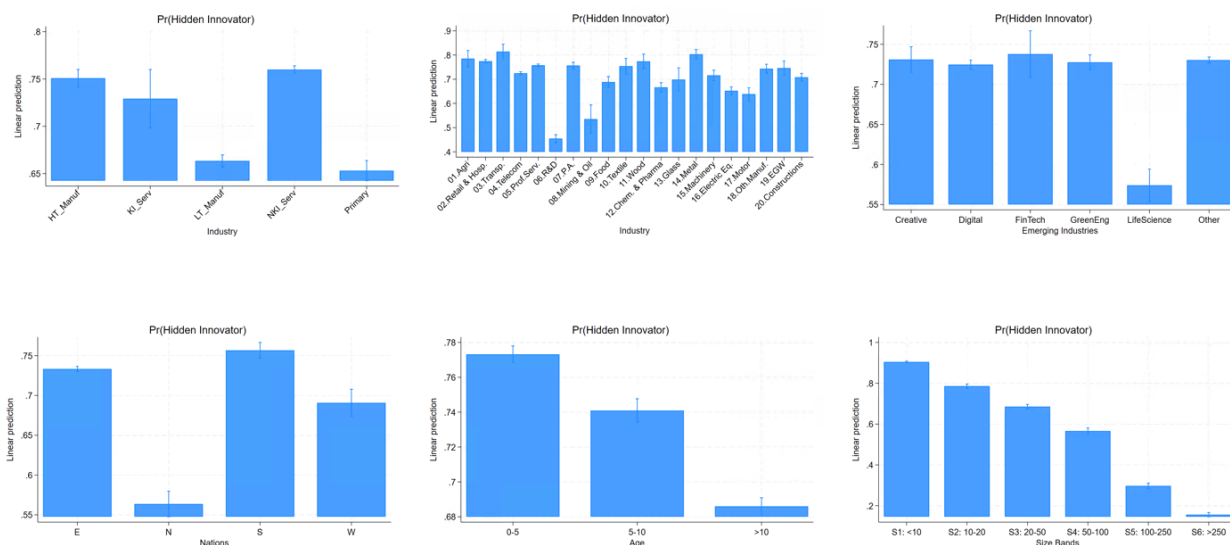 Pr(Hidden Innovator)
Linear prediction
.8
.75
.7
.65
HT_Manuf
KI_Serv
LT_Manuf
NKI_Serv
Primary
Industry
Pr(Hidden Innovator)
Linear prediction
.9
.8
.7
.6
.5
.4
01.Agri
02.Retail & Hosp.
03.Transp.
04.Telecom
05.Prof.Serv.
06.R&D
07.P.A.
08.Mining & Oil
09.Food
10.Textile
11.Wood
12.Chem. & Pharma
13.Glass
14.Metal
15.Machinery
16.Electric Eq.
17.Motor
18.Oth.Manuf.
19.EGW
20.Constructions
Industry
Pr(Hidden Innovator)
Linear prediction
.75
.7
.65
.6
.55
Creative
Digital
FinTech
GreenEng
LifeScience
Other
Emerging Industries
Pr(Hidden Innovator)
Linear prediction
.75
.7
.65
.6
.55
E
N
S
W
Nations
Pr(Hidden Innovator)
Linear prediction
.78
.76
.74
.72
.7
.68
0-5
5-10
>10
Age
Pr(Hidden Innovator)
Linear prediction
1
.8
.6
.4
.2
S1: <10
S2: 10-20
S3: 20-50
S4: 50-100
S5: 100-250
S6: >250
Size Bands